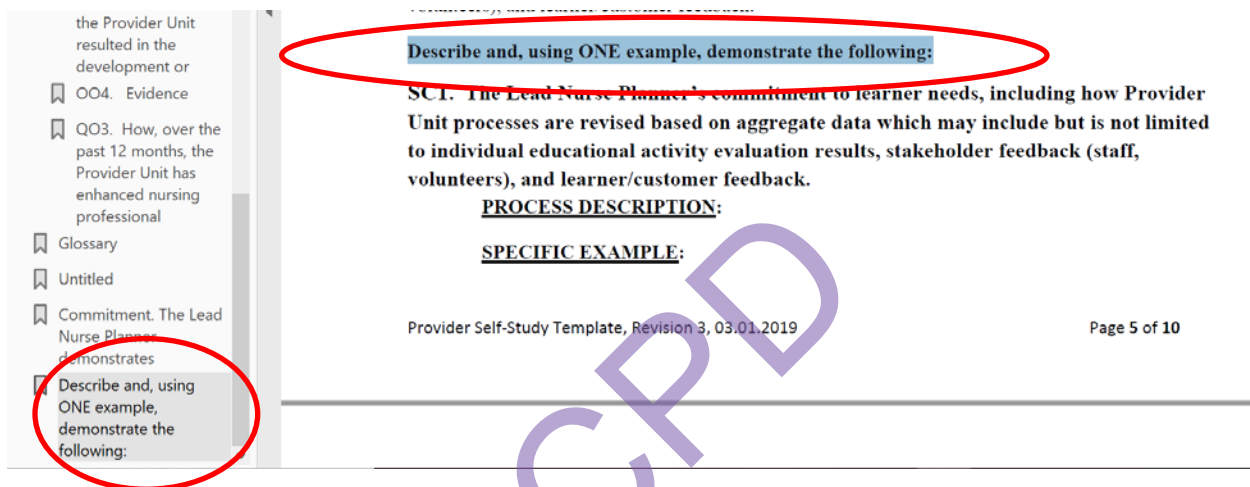 the Provider Unit
resulted in the
development or
OO4. Evidence
QO3. How, over the
past 12 months, the
Provider Unit has
enhanced nursing
professional
Glossary
Untitled
Commitment. The Lead
Nurse Planner
demonstrates
Describe and, using
ONE example,
demonstrate the
following:
volunteers), and learner/customer feedback.
Describe and, using ONE example, demonstrate the following:
SC1. The Lead Nurse Planner's commitment to learner needs, including how Provider
Unit processes are revised based on aggregate data which may include but is not limited
to individual educational activity evaluation results, stakeholder feedback (staff,
volunteers), and learner/customer feedback.
PROCESS DESCRIPTION:
SPECIFIC EXAMPLE:
Provider Self-Study Template, Revision 3, 03.01.2019
Page 5 of 10
CPD